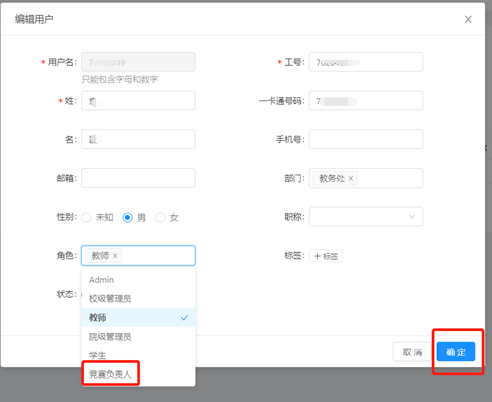 编辑用户
* 用户名:
* 工号:
只能包含字母和数字
* 姓:
一卡通号码: 7
名:
手机号:
邮箱:
部门: 教务处 ×
性别: 未知 男 女
职称:
角色: 教师 ×
标签: + 标签
Admin
状态:
校级管理员
教师
院级管理员
学生
竞赛负责人
取消 确定